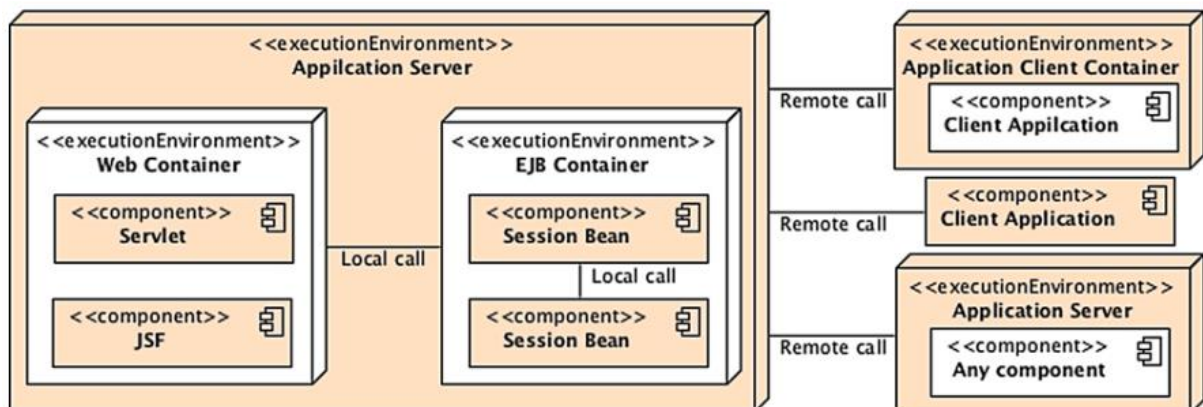 <<executionEnvironment>>
Appilcation Server
<<executionEnvironment>>
Web Container
<<component>>
Servlet
<<component>>
JSF
Local call
<<executionEnvironment>>
EJB Container
<<component>>
Session Bean
Local call
<<component>>
Session Bean
Remote call
<<executionEnvironment>>
Application Client Container
<<component>>
Client Appilcation
Remote call
<<component>>
Client Application
Remote call
<<executionEnvironment>>
Application Server
<<component>>
Any component